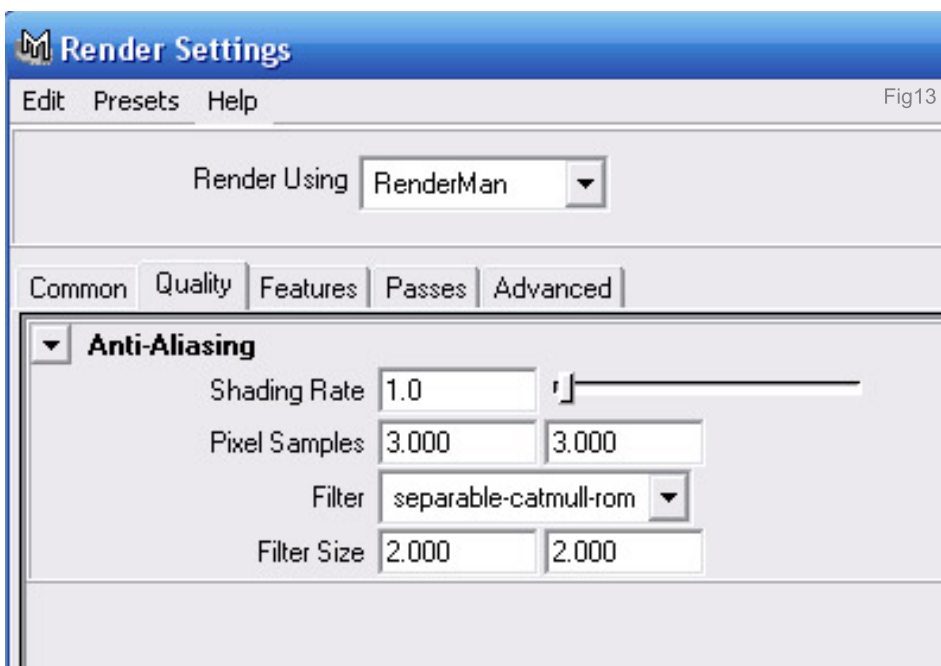 Render Settings
Edit Presets Help
Fig13
Render Using RenderMan
Common Quality Features Passes Advanced
Anti-Aliasing
Shading Rate 1.0
Pixel Samples 3.000 3.000
Filter separable-catmull-rom
Filter Size 2.000 2.000